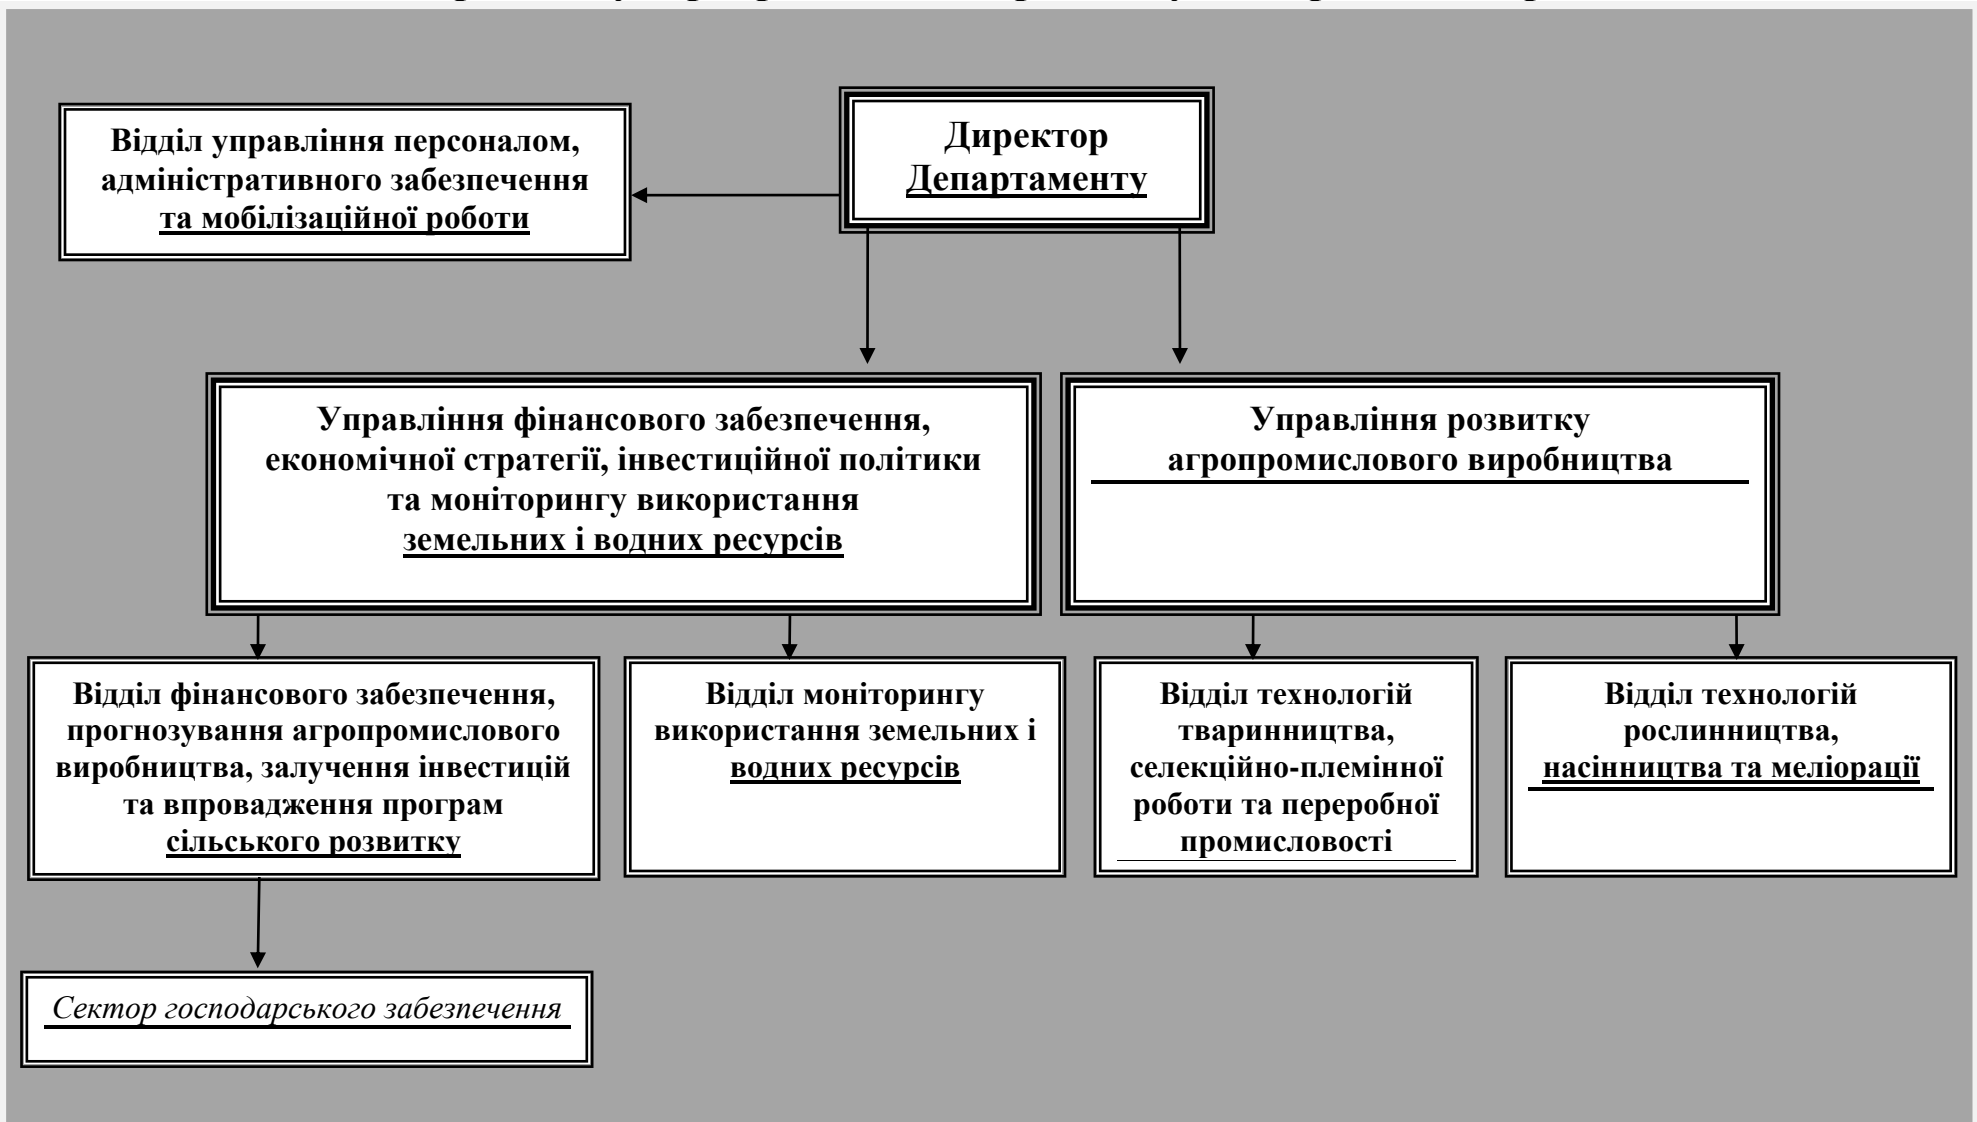 Відділ управління персоналом,
адміністративного забезпечення
та мобілізаційної роботи
Директор
Департаменту
Управління фінансового забезпечення,
економічної стратегії, інвестиційної політики
та моніторингу використання
земельних і водних ресурсів
Управління розвитку
агропромислового виробництва
Відділ фінансового забезпечення,
прогнозування агропромислового
виробництва, залучення інвестицій
та впровадження програм
сільського розвитку
Відділ моніторингу
використання земельних і
водних ресурсів
Відділ технологій
тваринництва,
селекційно-племінної
роботи та переробної
промисловості
Відділ технологій
рослинництва,
насінництва та меліорації
Сектор господарського забезпечення